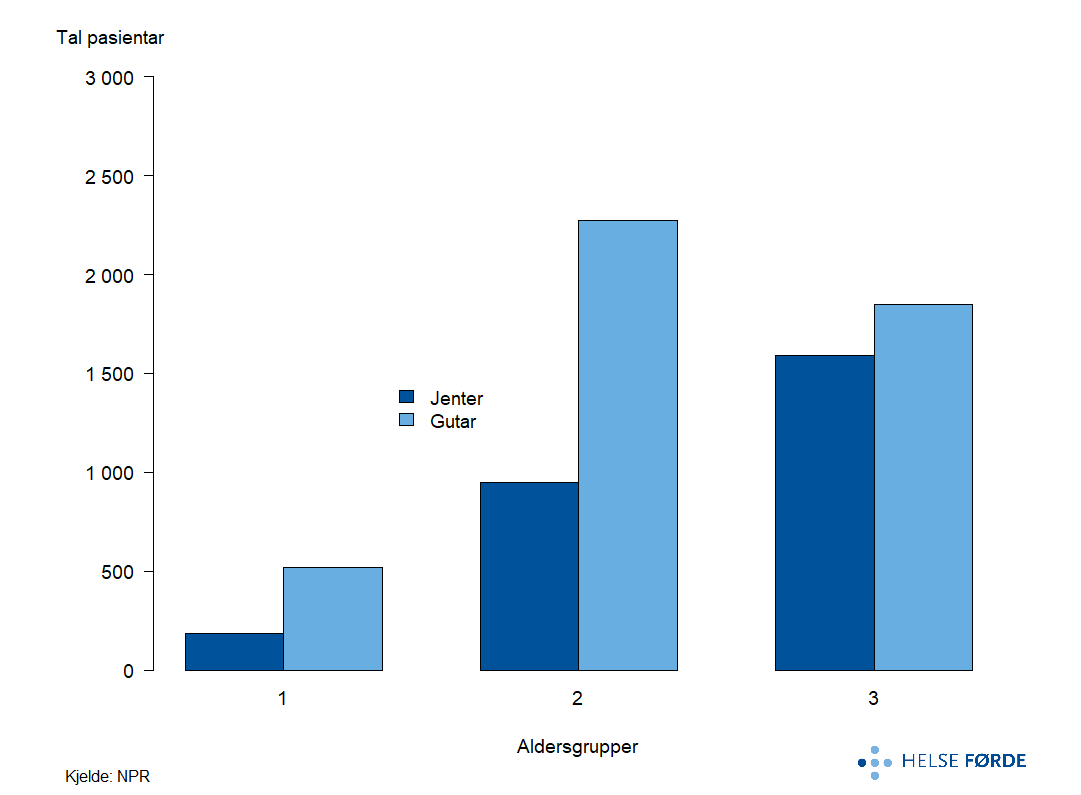 Tal pasientar
3 000
2 500
2 000
1 500
1 000
500
0
Jenter
Gutar
1 2 3
Aldersgrupper
HELSE FØRDE
Kjelde: NPR